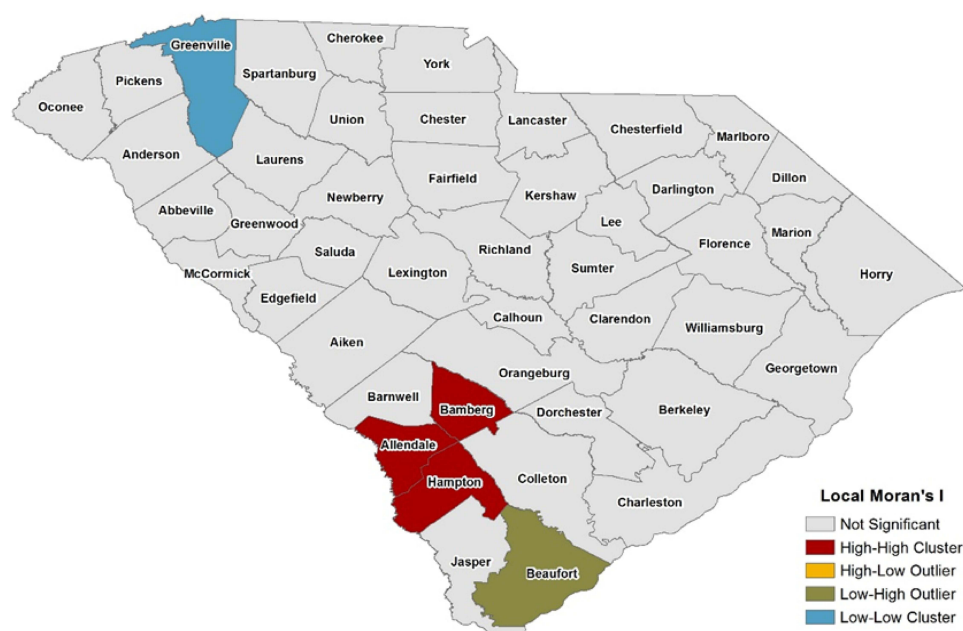 Greenville
Cherokee
York
Pickens
Spartanburg
Oconee
Union
Chester
Lancaster
Chesterfield
Marlboro
Anderson
Laurens
Dillon
Fairfield
Kershaw
Darlington
Newberry
Abbeville
Greenwood
Lee
Marion
Saluda
Richland
Florence
McCormick
Lexington
Sumter
Horry
Edgefield
Calhoun
Clarendon
Williamsburg
Aiken
Georgetown
Orangeburg
Barnwell
Bamberg
Dorchester
Berkeley
Allendale
Hampton
Colleton
Charleston
Jasper
Beaufort
Local Moran's I
Not Significant
High-High Cluster
High-Low Outlier
Low-High Outlier
Low-Low Cluster